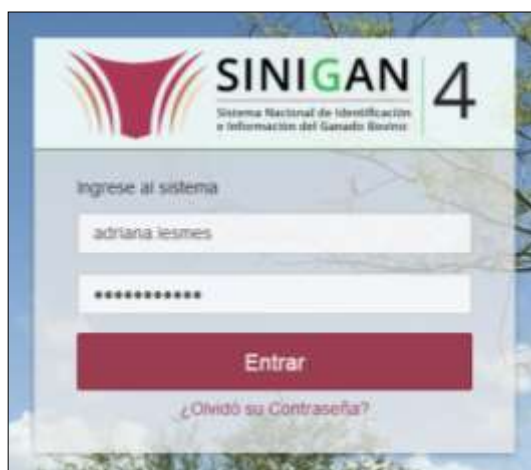 SINIGAN 4
Sistema Nacional de Identificación
e Información del Ganado Bovino
Ingrese al sistema
adriana lesmes
•••••••••••
Entrar
¿Olvidó su Contraseña?